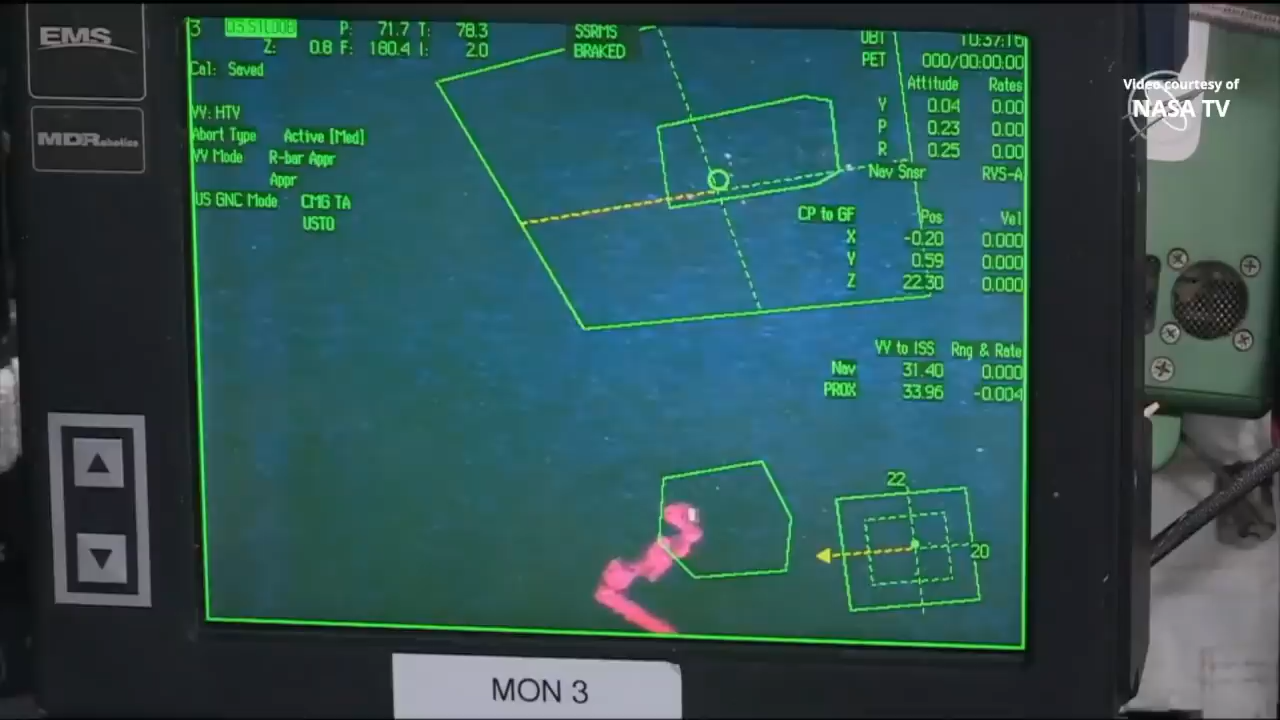 EMS
MDRobotics
3 P: 71.7 T: 78.3
Z: 0.8 F: 180.4 I: 2.0
Cal: Saved
VV: HTV
Abort Type Active [Med]
VV Mode R-bar Appr
Appr
US GNC Mode CMG TA
USTO
SSRMS
BRAKED
10:37:16
PET 000/00:00:00
Attitude Rates
Y 0.04 0.00
P 0.23 0.00
R 0.25 0.00
Nav Snsr RVS-A
CP to GF Pos Vel
X -0.20 0.000
Y 0.59 0.000
Z 22.30 0.000
VV to ISS Rng & Rate
Nav 31.40 0.000
PROX 33.96 -0.004
22
20
MON 3
Video courtesy of
NASA TV